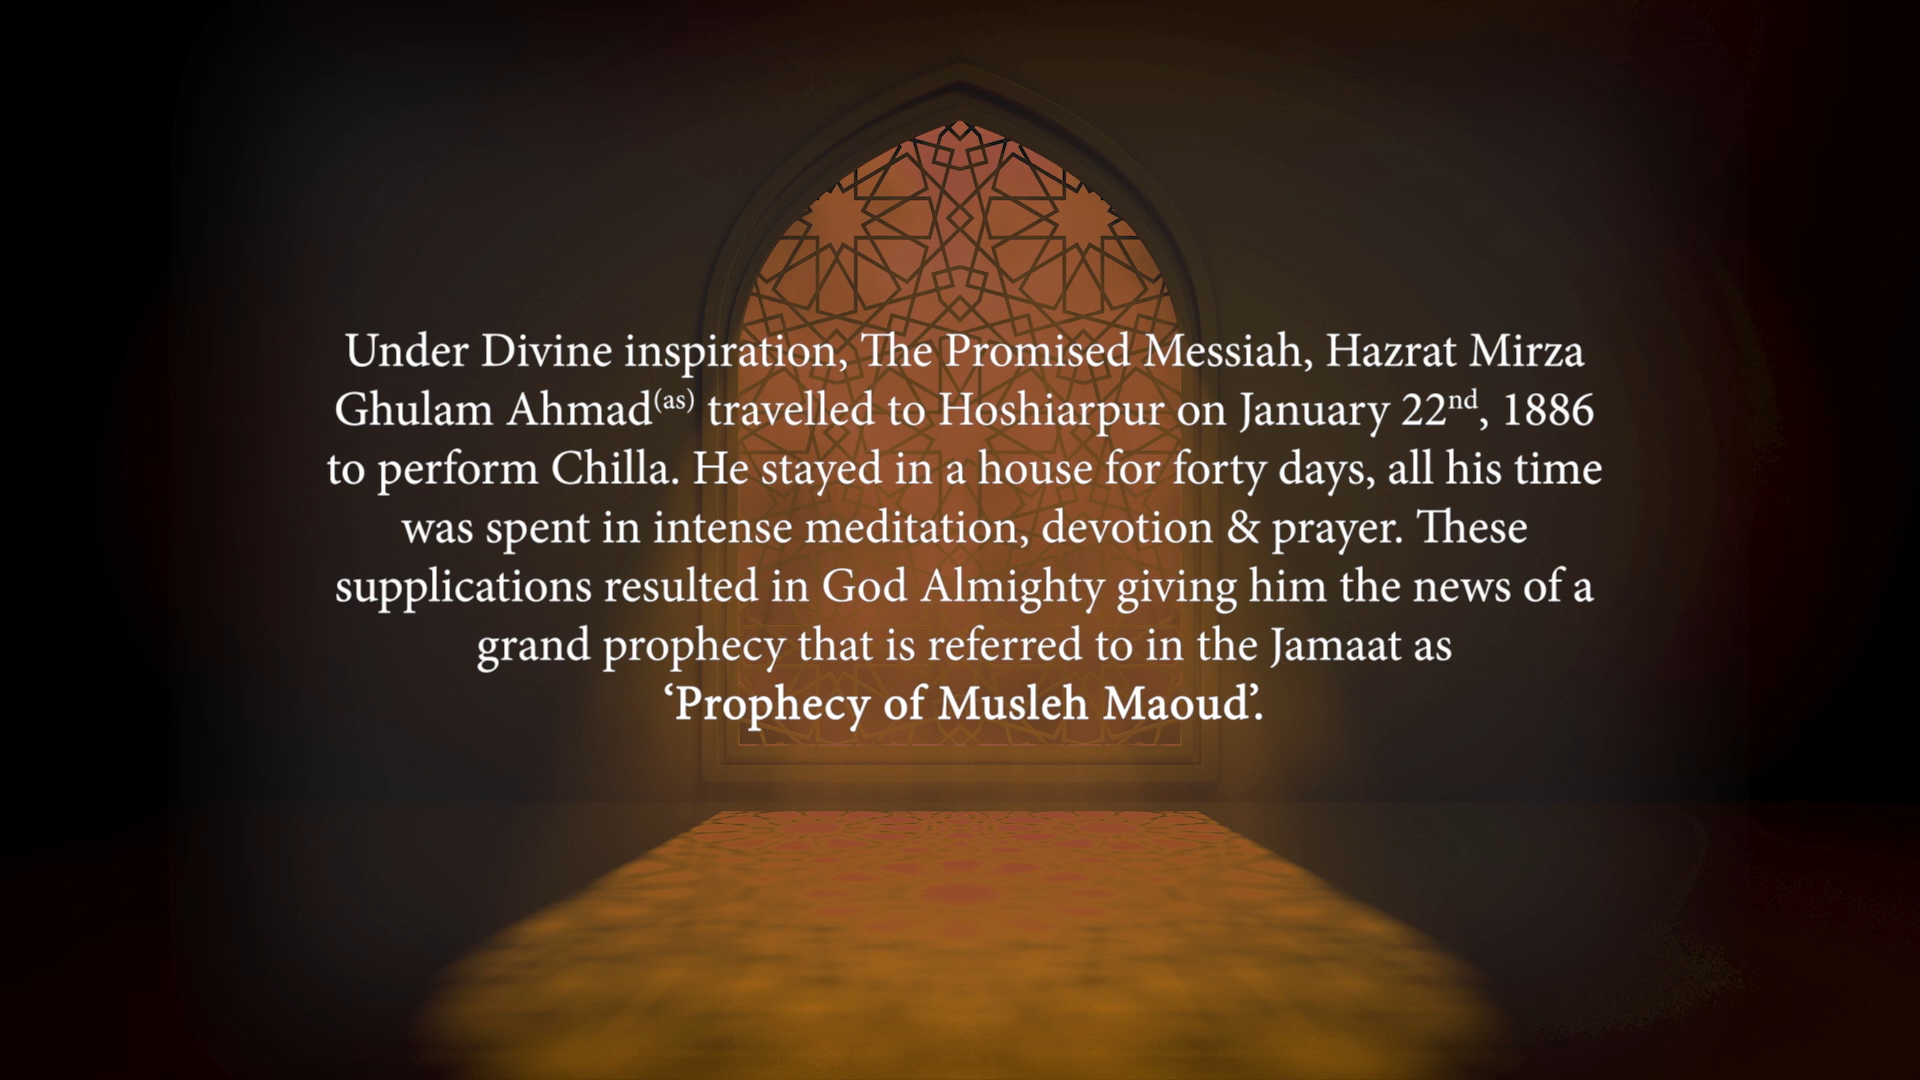 Under Divine inspiration, The Promised Messiah, Hazrat Mirza
Ghulam Ahmad(as) travelled to Hoshiarpur on January 22nd, 1886
to perform Chilla. He stayed in a house for forty days, all his time
was spent in intense meditation, devotion & prayer. These
supplications resulted in God Almighty giving him the news of a
grand prophecy that is referred to in the Jamaat as
‘Prophecy of Musleh Maoud’.